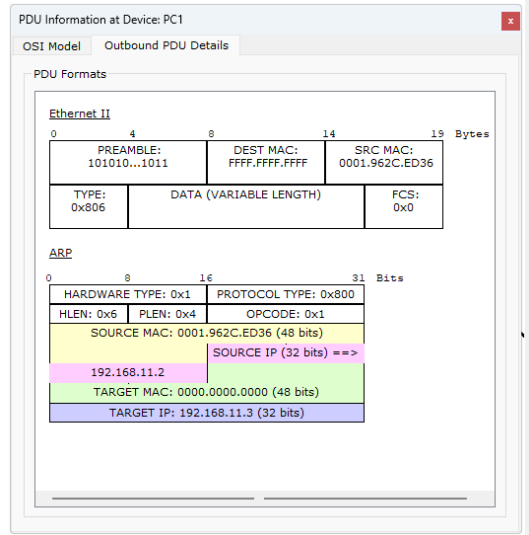 PDU Information at Device: PC1
x
OSI Model Outbound PDU Details
PDU Formats
Ethernet II
0 4 8 14 19 Bytes
PREAMBLE: DEST MAC: SRC MAC:
101010...1011 FFFF.FFFF.FFFF 0001.962C.ED36
TYPE: DATA (VARIABLE LENGTH) FCS:
0x806 0x0
ARP
0 8 16 31 Bits
HARDWARE TYPE: 0x1 PROTOCOL TYPE: 0x800
HLEN: 0x6 PLEN: 0x4 OPCODE: 0x1
SOURCE MAC: 0001.962C.ED36 (48 bits)
SOURCE IP (32 bits) ==>
192.168.11.2
TARGET MAC: 0000.0000.0000 (48 bits)
TARGET IP: 192.168.11.3 (32 bits)